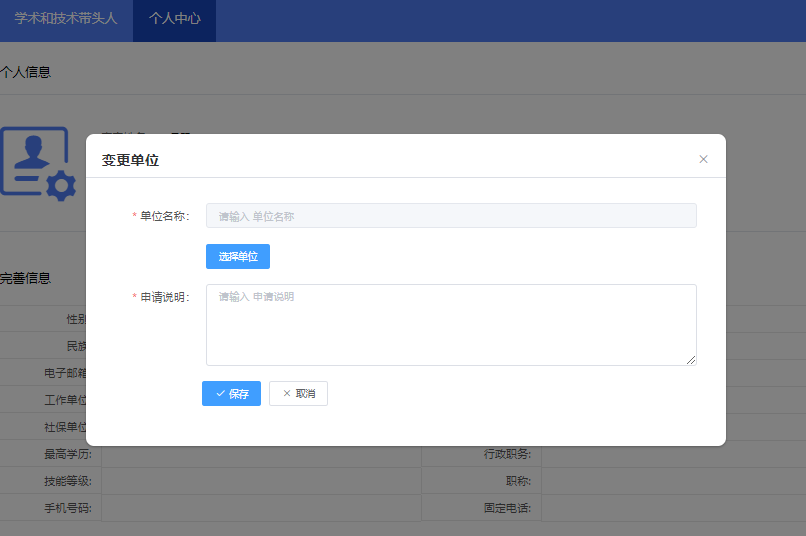 学术和技术带头人 个人中心
个人信息
变更单位
* 单位名称: 请输入 单位名称
选择单位
完善信息
* 申请说明: 请输入 申请说明
性别
民族
电子邮箱
工作单位
保存 取消
社保单位
最高学历: 行政职务:
技能等级: 职称:
手机号码: 固定电话: